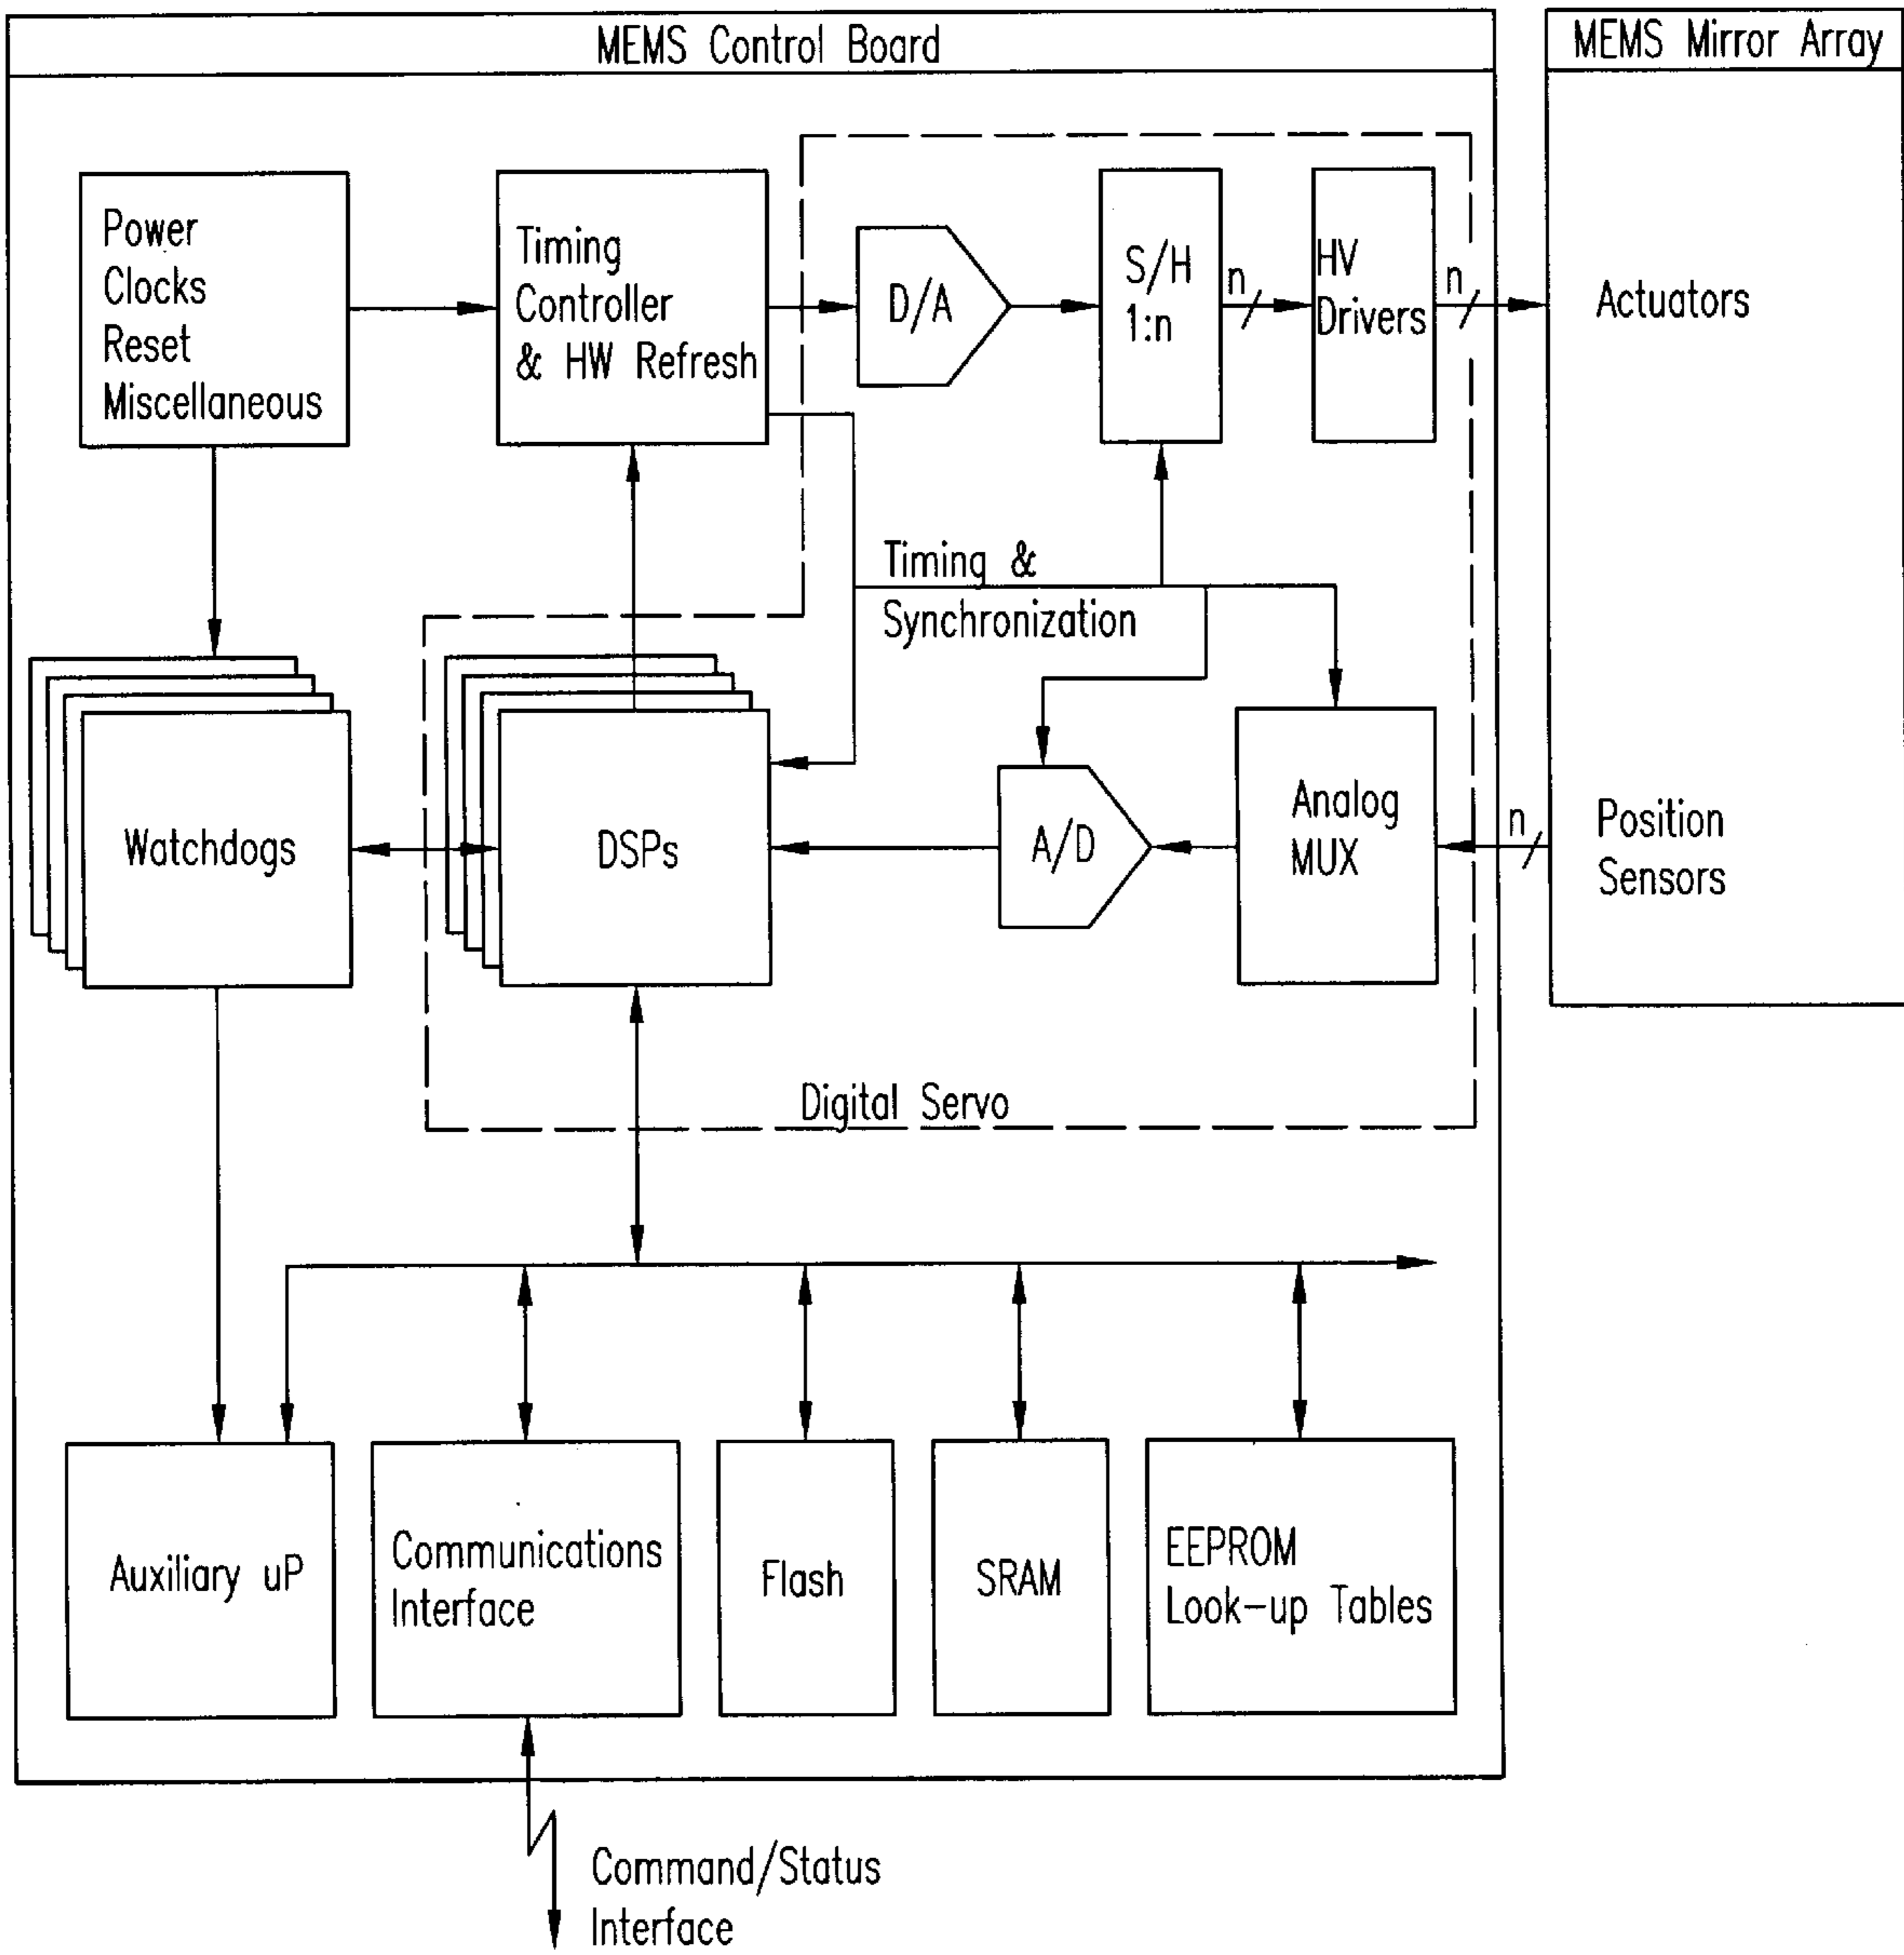 MEMS Control Board
MEMS Mirror Array
Power
Clocks
Reset
Miscellaneous
Timing
Controller
& HW Refresh
D/A
S/H
1:n
n
HV
Drivers
n
Actuators
Timing &
Synchronization
Watchdogs
DSPs
A/D
Analog
MUX
n
Position
Sensors
Digital Servo
Auxiliary uP
Communications
Interface
Flash
SRAM
EEPROM
Look-up Tables
Command/Status
Interface